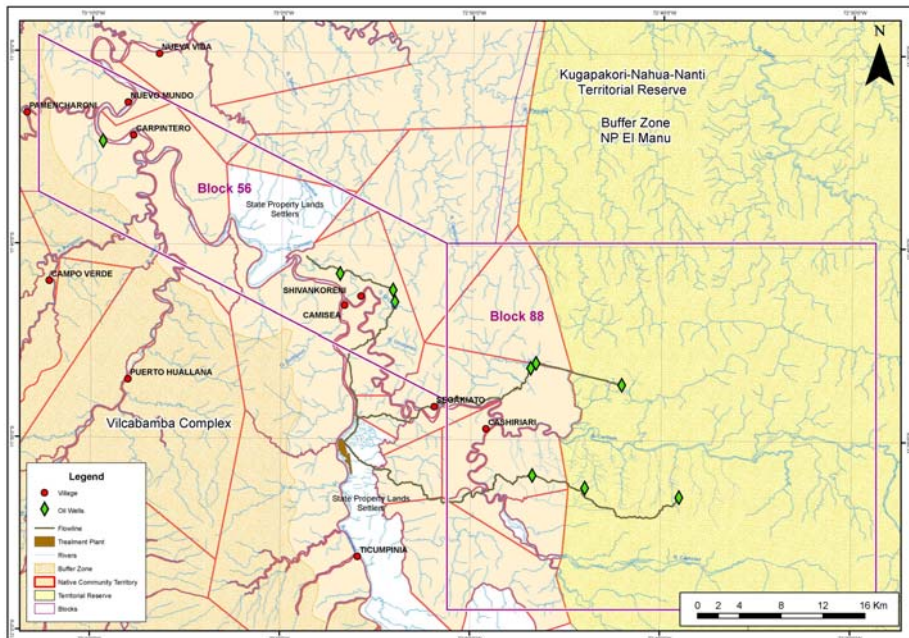 N
NUEVA VIDA
Kugapakori-Nahua-Nanti
Territorial Reserve
NUEVO MUNDO
PAMENCHARONI
Buffer Zone
NP El Manu
CARPINTERO
Block 56
State Property Lands
Settlers
CAMPO VERDE
SHIVANKORENI
CAMISEA
Block 88
PUERTO HUALLANA
SEGAKIATO
Vilcabamba Complex
CASHIRIARI
Legend
Village
Oil Wells
Flowline
Treatment Plant
Rivers
Buffer Zone
Native Community Territory
Territorial Reserve
Blocks
State Property Lands
Settlers
TICUMPINIA
0 2 4 8 12 16 Km